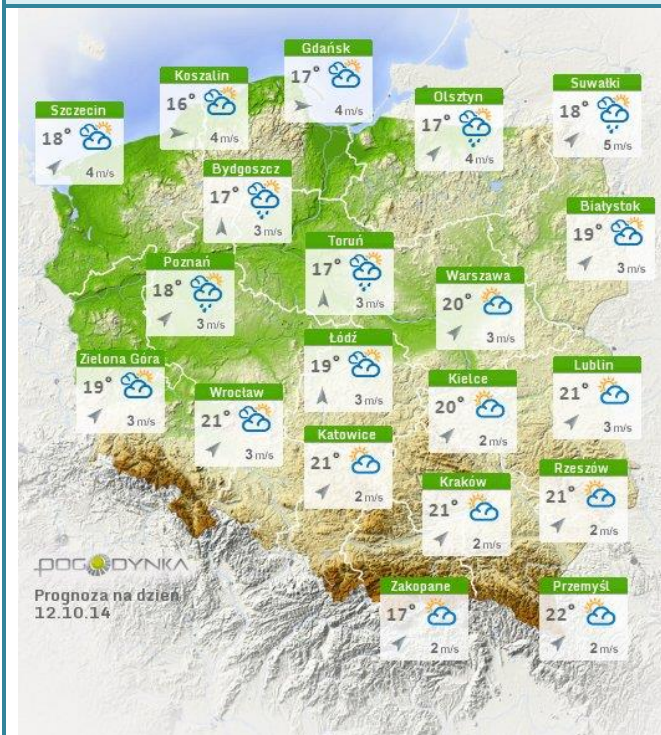 Gdańsk
17°
4 m/s
Koszalin
16°
4 m/s
Suwałki
18°
5 m/s
Olsztyn
17°
4 m/s
Szczecin
18°
4 m/s
Bydgoszcz
17°
3 m/s
Białystok
19°
3 m/s
Toruń
17°
3 m/s
Poznań
18°
3 m/s
Warszawa
20°
3 m/s
Łódź
19°
3 m/s
Zielona Góra
19°
3 m/s
Lublin
21°
3 m/s
Kielce
20°
2 m/s
Wrocław
21°
3 m/s
Katowice
21°
2 m/s
Rzeszów
21°
2 m/s
Kraków
21°
2 m/s
POGODYNKA
Prognoza na dzień
12.10.14
Zakopane
17°
2 m/s
Przemyśl
22°
2 m/s